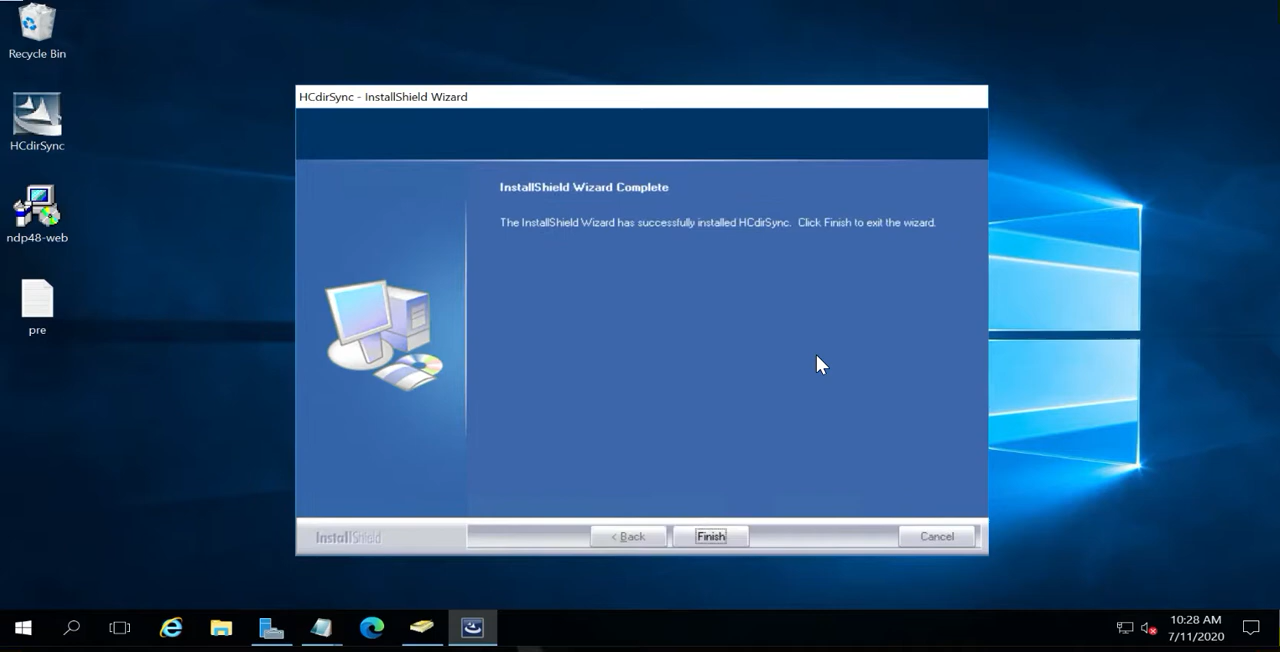 Recycle Bin
HCdirSync
ndp48-web
pre
HCdirSync - InstallShield Wizard
InstallShield Wizard Complete
The InstallShield Wizard has successfully installed HCdirSync. Click Finish to exit the wizard.
InstallShield
< Back
Finish
Cancel
10:28 AM
7/11/2020